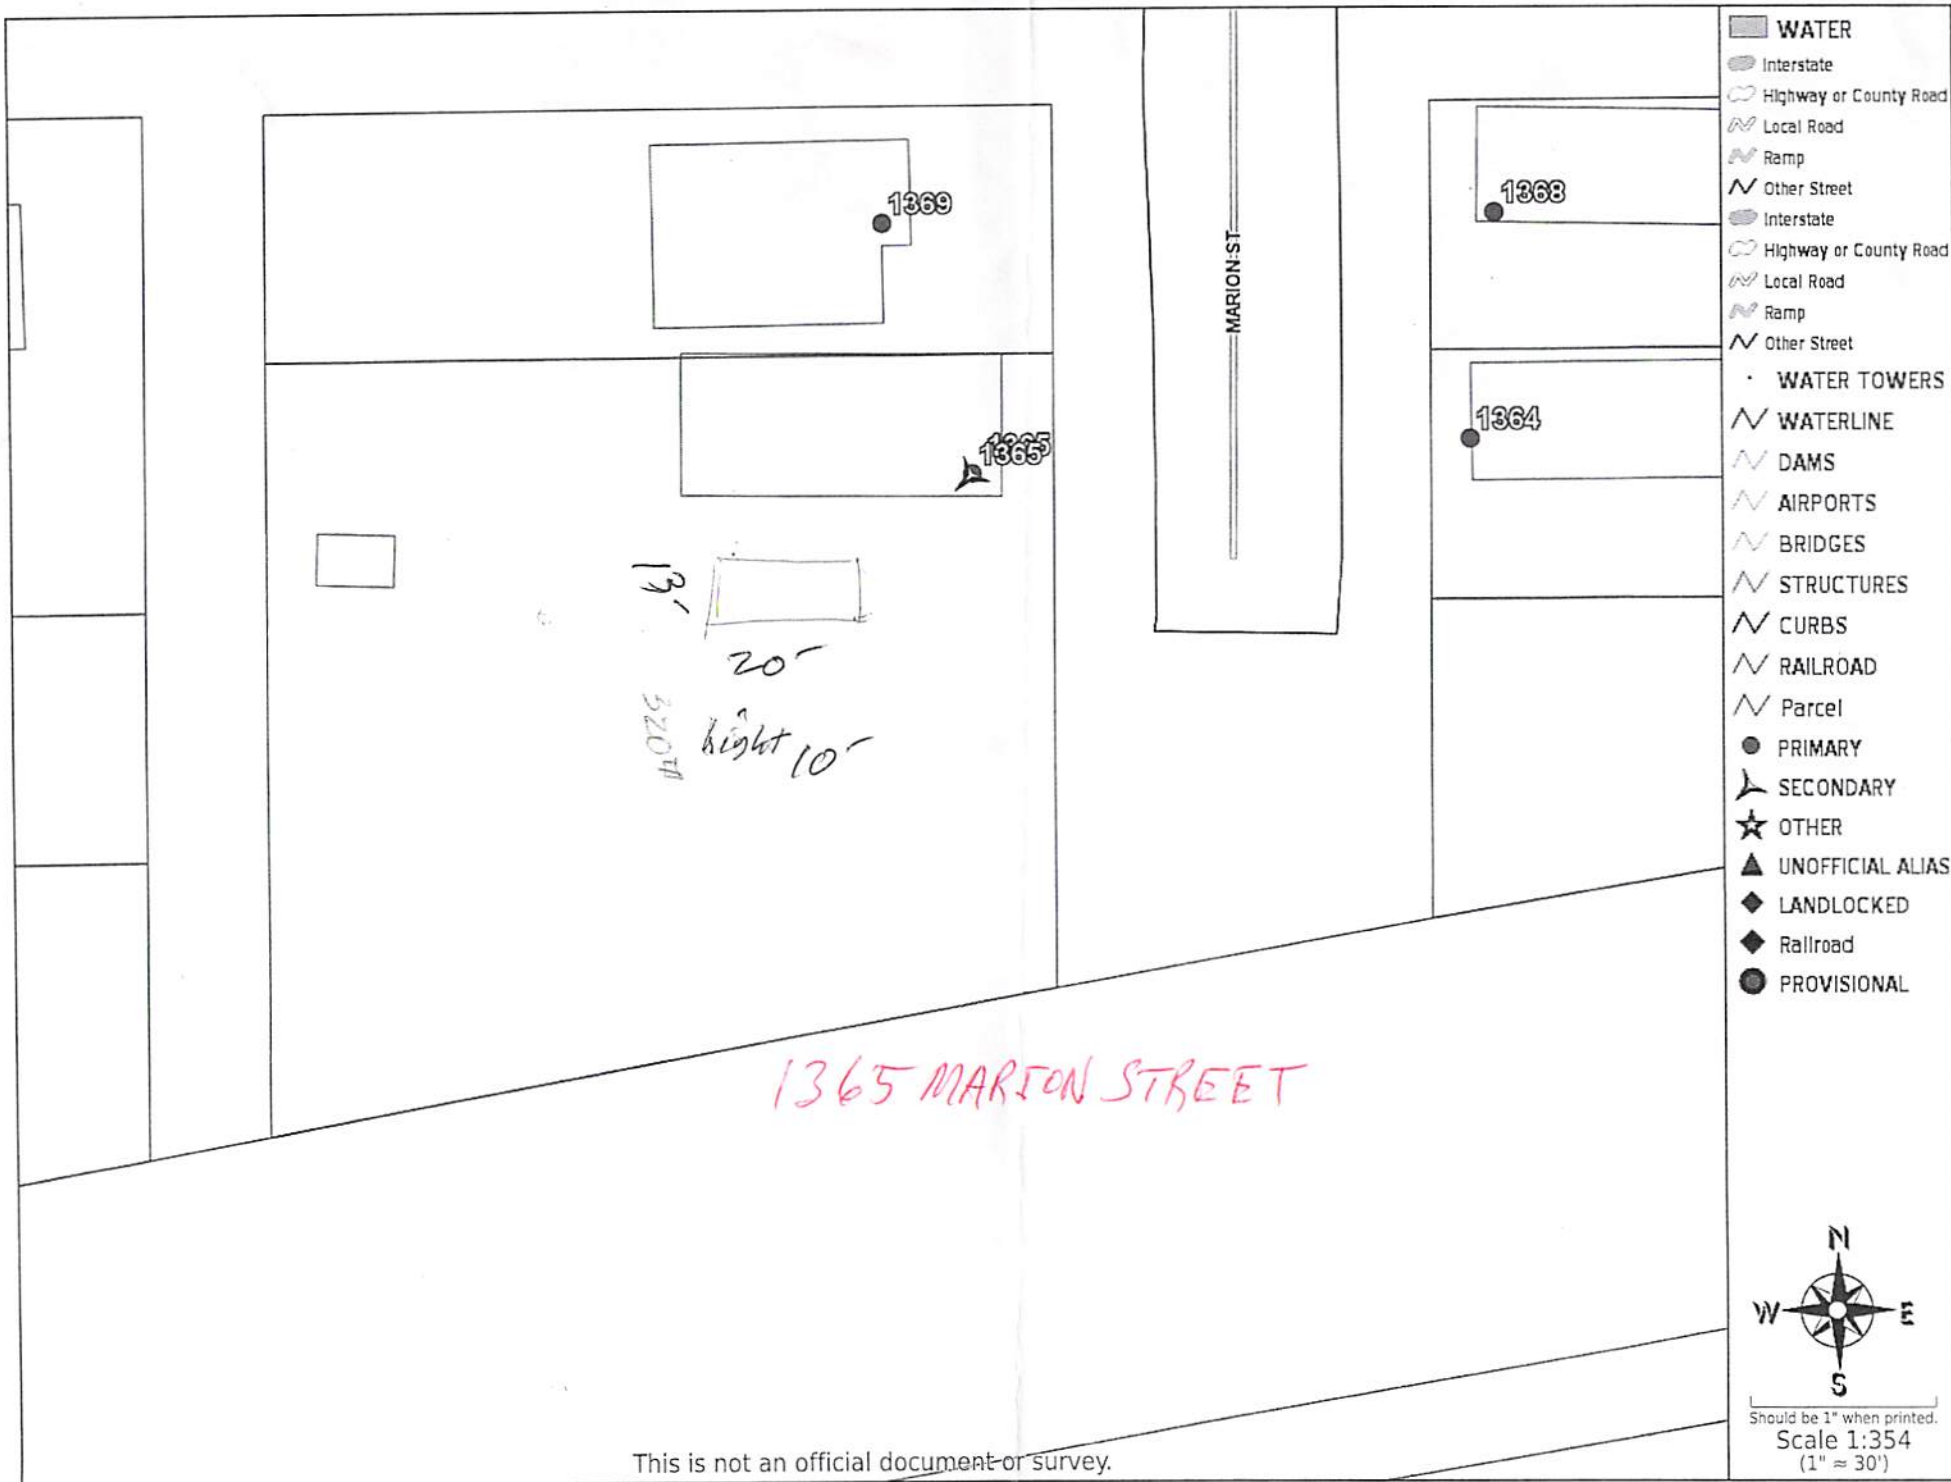 1369
1368
1364
1365
1365
MARION ST
13'
20'
hight 10'
1365 MARION STREET
This is not an official document or survey.
WATER
Interstate
Highway or County Road
Local Road
Ramp
Other Street
Interstate
Highway or County Road
Local Road
Ramp
Other Street
WATER TOWERS
WATERLINE
DAMS
AIRPORTS
BRIDGES
STRUCTURES
CURBS
RAILROAD
Parcel
PRIMARY
SECONDARY
OTHER
UNOFFICIAL ALIAS
LANDLOCKED
Railroad
PROVISIONAL
N
W E
S
Should be 1" when printed.
Scale 1:354
(1" ≈ 30')